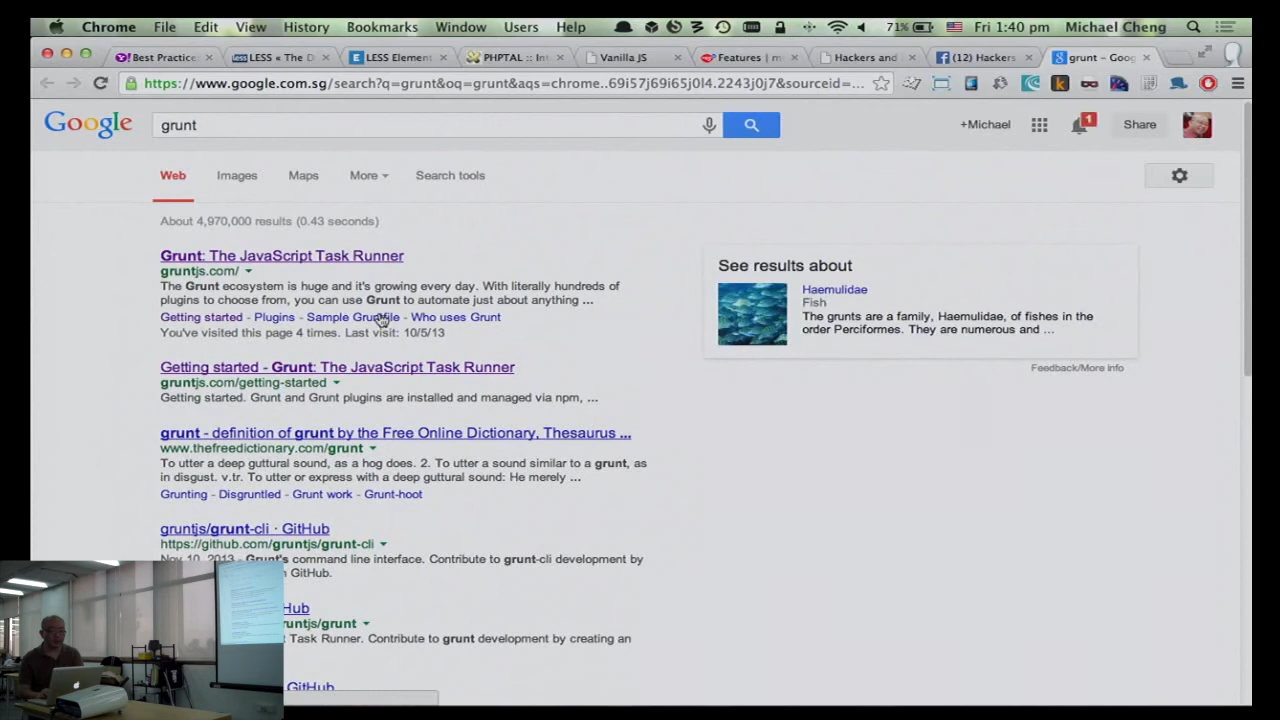 Chrome File Edit View History Bookmarks Window Users Help 71% Fri 1:40 pm Michael Cheng
Best Practice LESS « The D LESS Element PHPTAL :: In Vanilla JS Features | m Hackers and (12) Hackers grunt - Goog
https://www.google.com.sg/search?q=grunt&oq=grunt&aqs=chrome...69i57j69i65j0l4.2243j0j7&sourceid=...
Google grunt +Michael 1 Share
Web Images Maps More Search tools
About 4,970,000 results (0.43 seconds)
Grunt: The JavaScript Task Runner
gruntjs.com/
The Grunt ecosystem is huge and it's growing every day. With literally hundreds of
plugins to choose from, you can use Grunt to automate just about anything ...
Getting started - Plugins - Sample Gruntfile - Who uses Grunt
You've visited this page 4 times. Last visit: 10/5/13
See results about
Haemulidae
Fish
The grunts are a family, Haemulidae, of fishes in the
order Perciformes. They are numerous and ...
Feedback/More info
Getting started - Grunt: The JavaScript Task Runner
gruntjs.com/getting-started
Getting started. Grunt and Grunt plugins are installed and managed via npm, ...
grunt - definition of grunt by the Free Online Dictionary, Thesaurus ...
www.thefreedictionary.com/grunt
To utter a deep guttural sound, as a hog does. 2. To utter a sound similar to a grunt, as
in disgust. v.tr. To utter or express with a deep guttural sound: He merely ...
Grunting - Disgruntled - Grunt work - Grunt-hoot
gruntjs/grunt-cli · GitHub
https://github.com/gruntjs/grunt-cli
Nov 10, 2013 - Grunt's command line interface. Contribute to grunt-cli development by
GitHub.
Hub
runtjs/grunt
Task Runner. Contribute to grunt development by creating an
GitHub